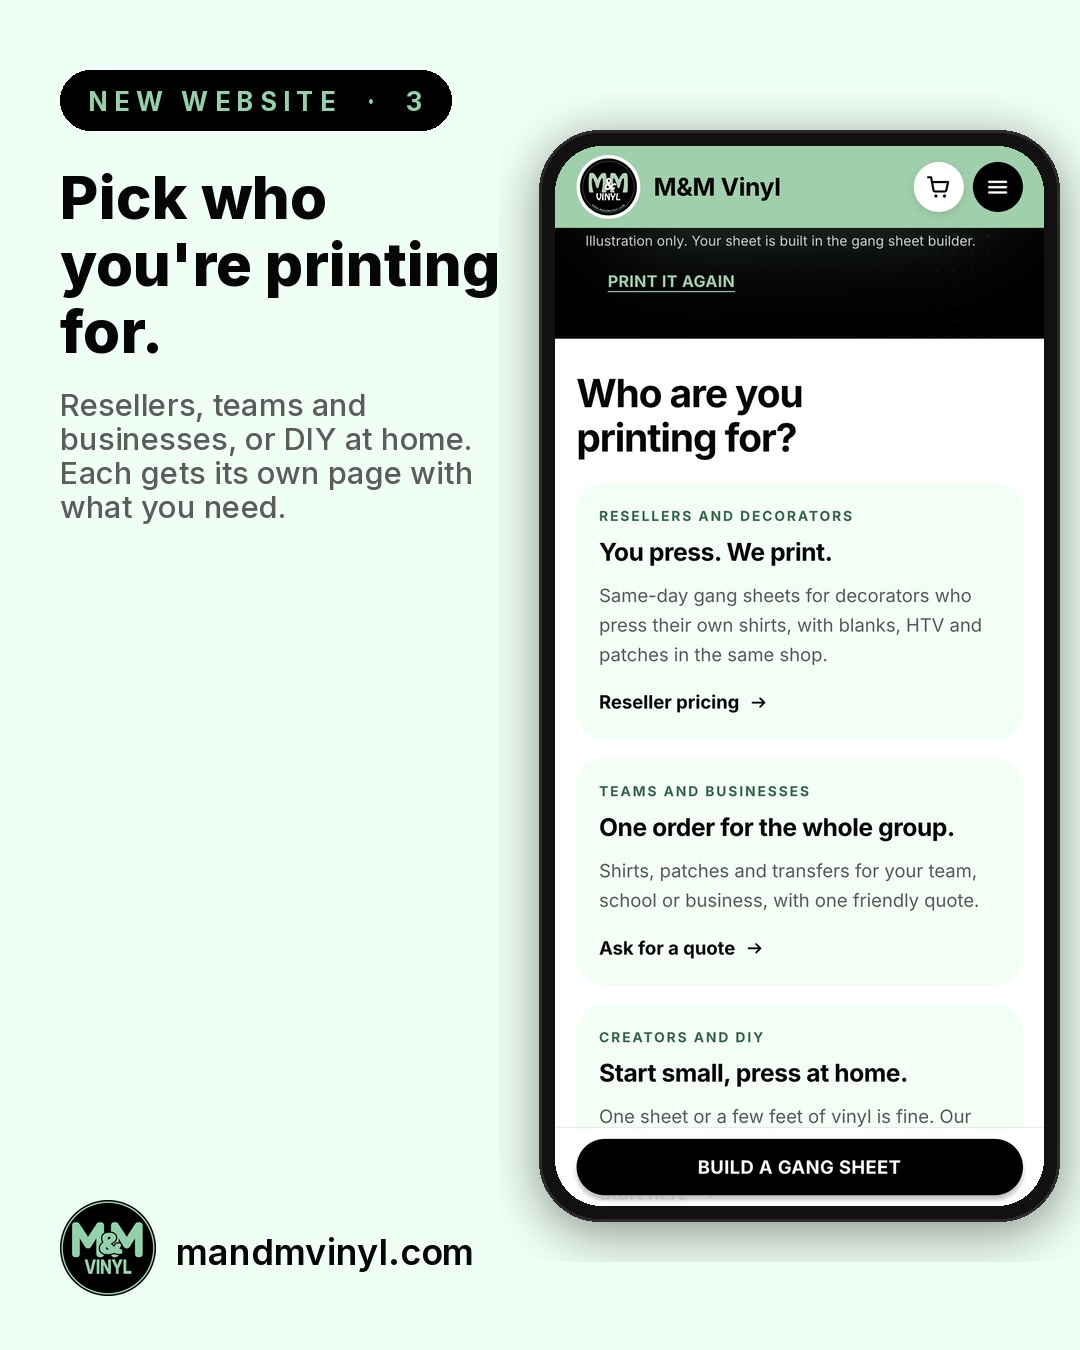 NEW WEBSITE · 3
Pick who
you're printing
for.
Resellers, teams and
businesses, or DIY at home.
Each gets its own page with
what you need.
M&M
VINYL
mandmvinyl.com
M&M
VINYL
M&M Vinyl
Illustration only. Your sheet is built in the gang sheet builder.
PRINT IT AGAIN
Who are you
printing for?
RESELLERS AND DECORATORS
You press. We print.
Same-day gang sheets for decorators who
press their own shirts, with blanks, HTV and
patches in the same shop.
Reseller pricing →
TEAMS AND BUSINESSES
One order for the whole group.
Shirts, patches and transfers for your team,
school or business, with one friendly quote.
Ask for a quote →
CREATORS AND DIY
Start small, press at home.
One sheet or a few feet of vinyl is fine. Our
BUILD A GANG SHEET